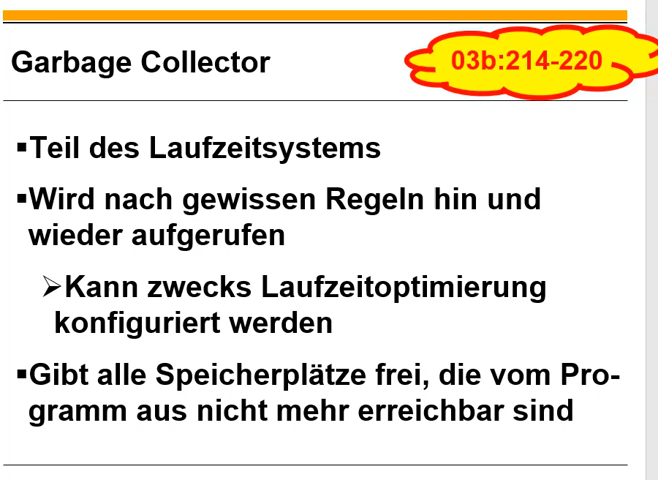 Garbage Collector
03b:214-220
▪Teil des Laufzeitsystems
▪Wird nach gewissen Regeln hin und
wieder aufgerufen
➢Kann zwecks Laufzeitoptimierung
konfiguriert werden
▪Gibt alle Speicherplätze frei, die vom Pro-
gramm aus nicht mehr erreichbar sind